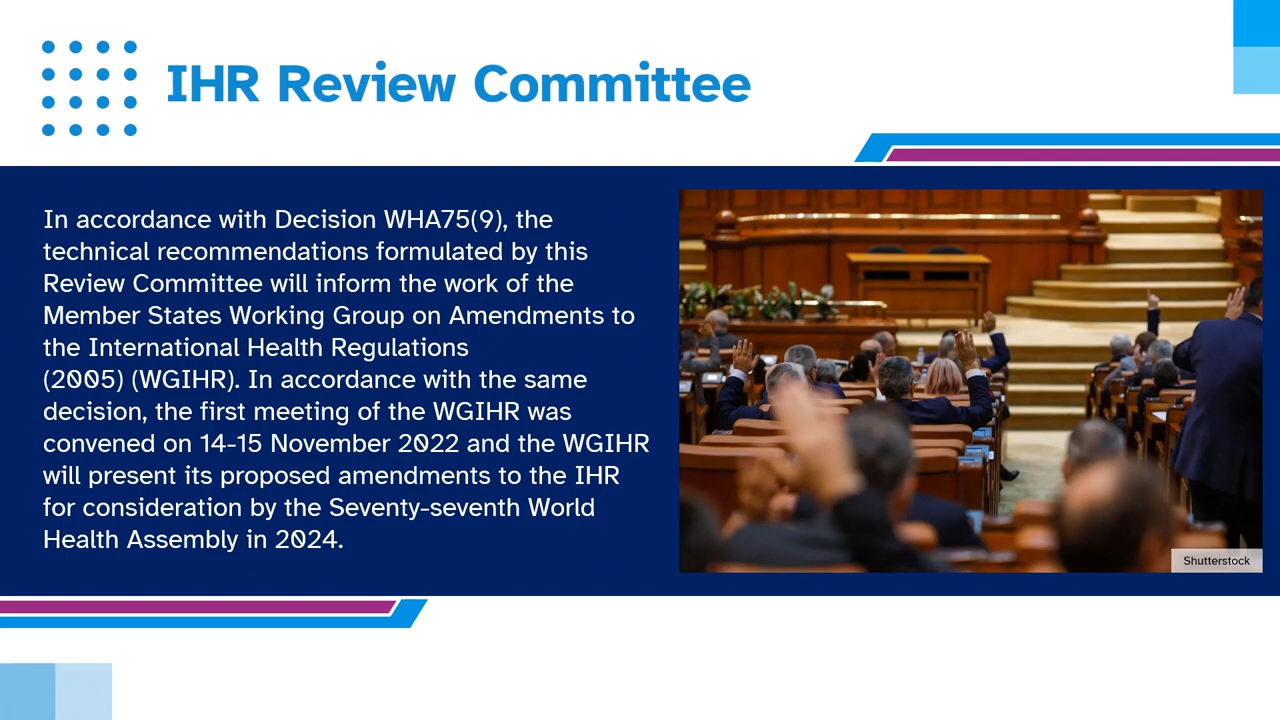 IHR Review Committee
In accordance with Decision WHA75(9), the
technical recommendations formulated by this
Review Committee will inform the work of the
Member States Working Group on Amendments to
the International Health Regulations
(2005) (WGIHR). In accordance with the same
decision, the first meeting of the WGIHR was
convened on 14-15 November 2022 and the WGIHR
will present its proposed amendments to the IHR
for consideration by the Seventy-seventh World
Health Assembly in 2024.
Shutterstock